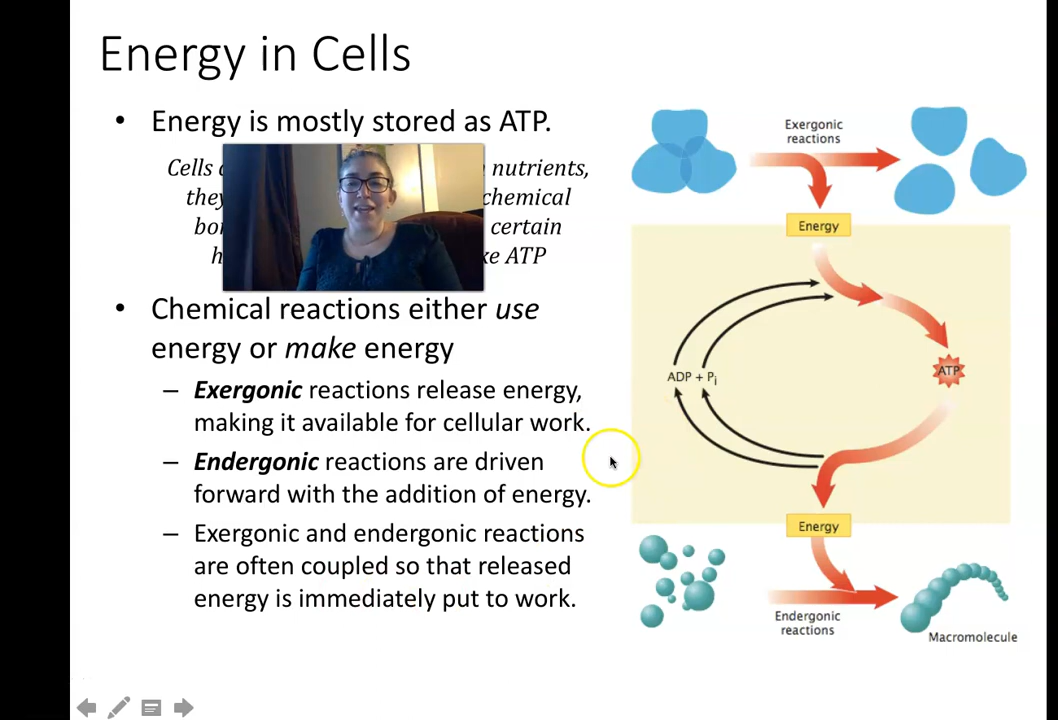 Energy in Cells
• Energy is mostly stored as ATP.
Cells nutrients,
they chemical
certain
ATP
• Chemical reactions either use
energy or make energy
– Exergonic reactions release energy,
making it available for cellular work.
– Endergonic reactions are driven
forward with the addition of energy.
– Exergonic and endergonic reactions
are often coupled so that released
energy is immediately put to work.
Exergonic
reactions
Energy
ADP + Pi
ATP
Energy
Endergonic
reactions
Macromolecule